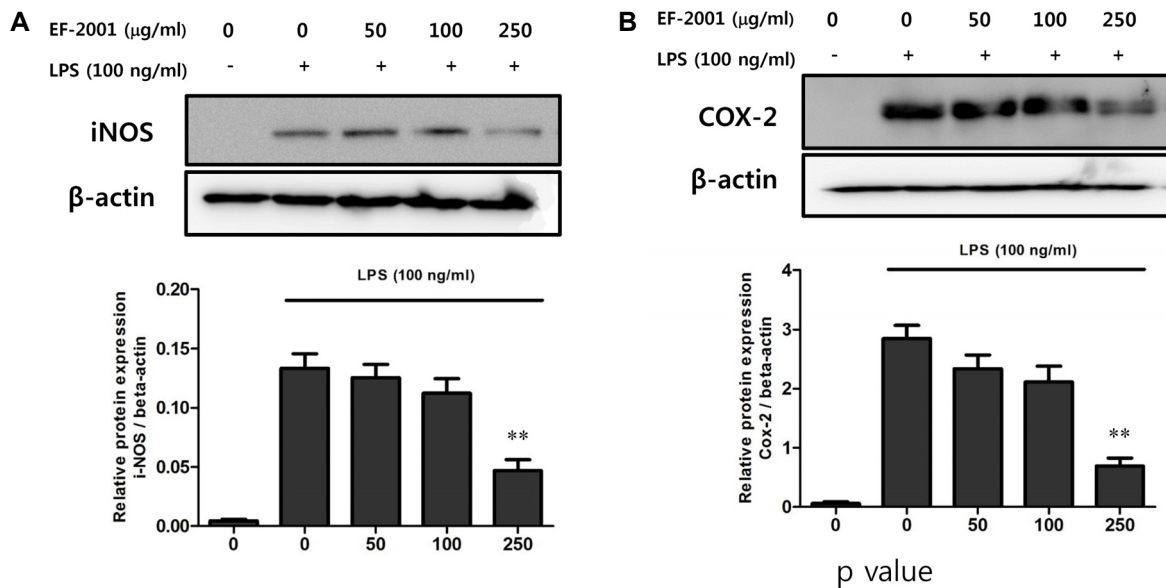 A
EF-2001 (μg/ml) 0 0 50 100 250
LPS (100 ng/ml) - + + + +
iNOS
β-actin
LPS (100 ng/ml)
Relative protein expression
i-NOS / beta-actin
0.20
0.15
0.10
0.05
0.00
**
0 0 50 100 250
B
EF-2001 (μg/ml) 0 0 50 100 250
LPS (100 ng/ml) - + + + +
COX-2
β-actin
LPS (100 ng/ml)
Relative protein expression
Cox-2 / beta-actin
4
3
2
1
0
**
0 0 50 100 250
p value